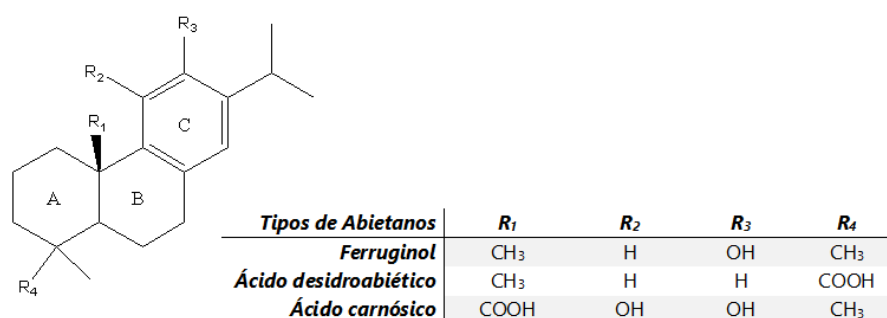 R3
R2
R1
C
A
B
R4
Tipos de Abietanos R1 R2 R3 R4
Ferruginol CH3 H OH CH3
Ácido desidroabiético CH3 H H COOH
Ácido carnósico COOH OH OH CH3